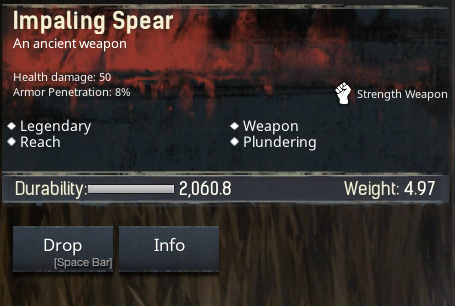 Impaling Spear
An ancient weapon
Health damage: 50
Armor Penetration: 8%
Strength Weapon
Legendary
Weapon
Reach
Plundering
Durability: 2,060.8
Weight: 4.97
Drop
[Space Bar]
Info